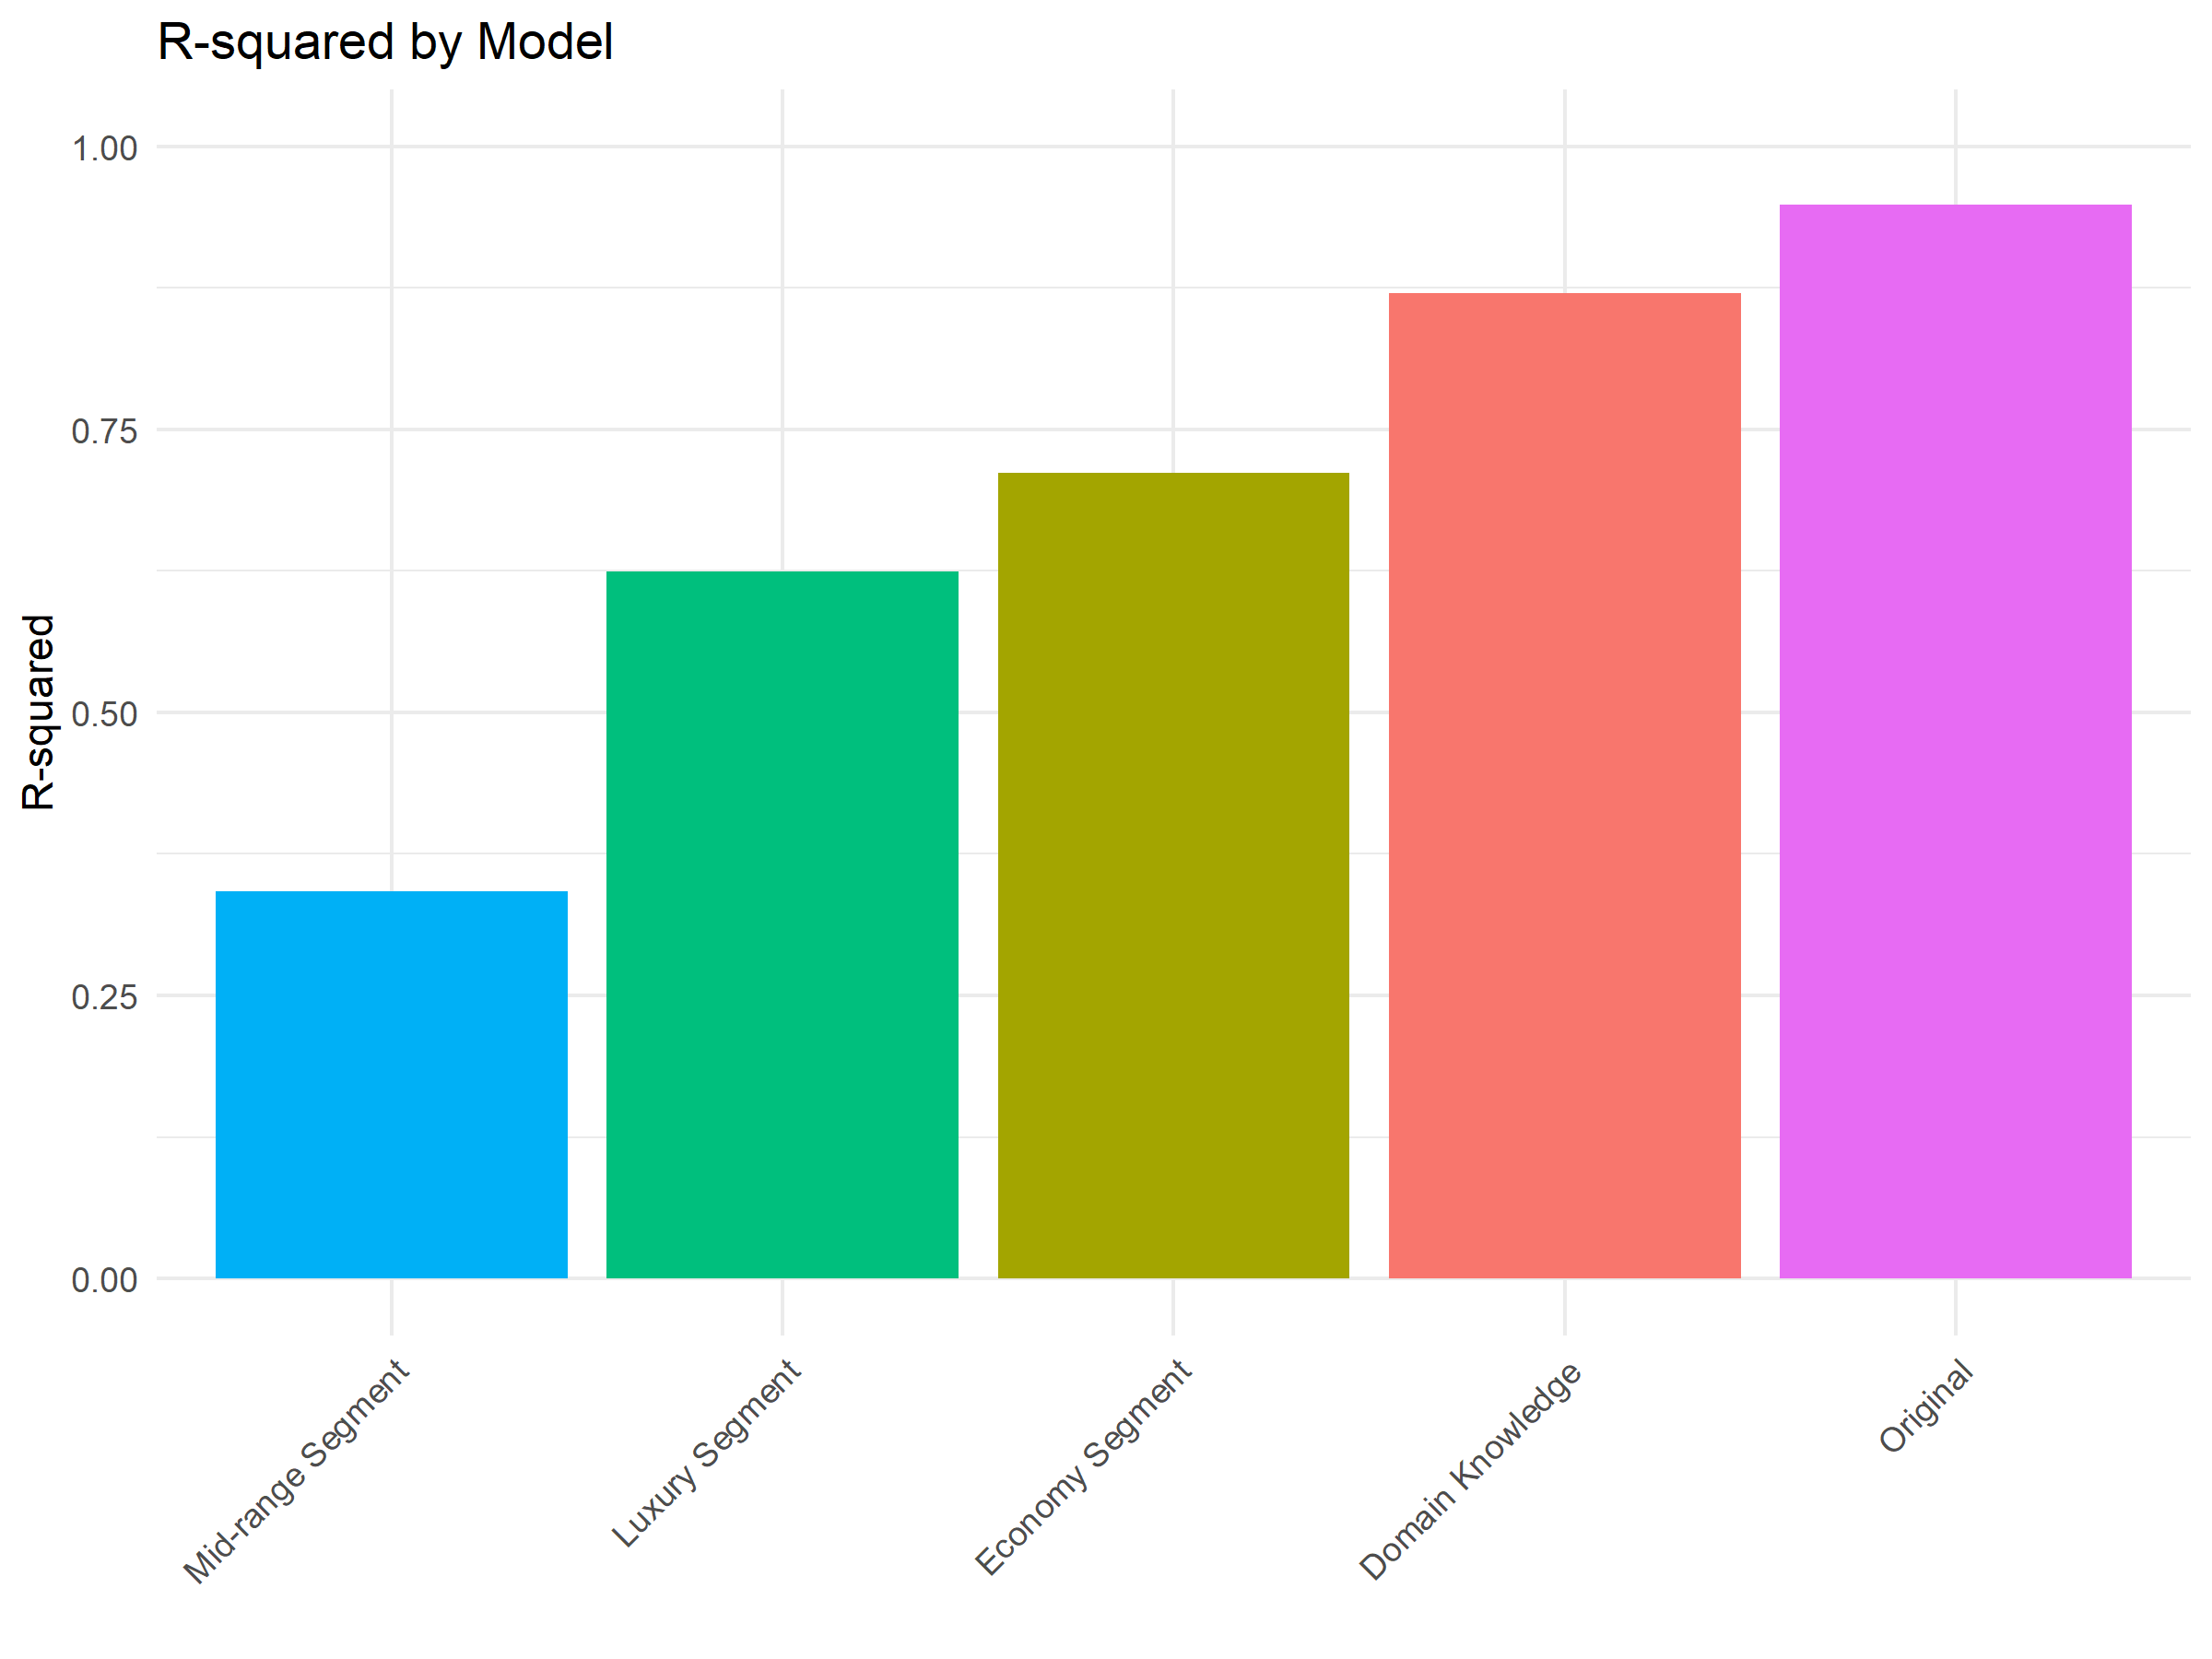 R-squared by Model
R-squared
1.00
0.75
0.50
0.25
0.00
Mid-range Segment
Luxury Segment
Economy Segment
Domain Knowledge
Original